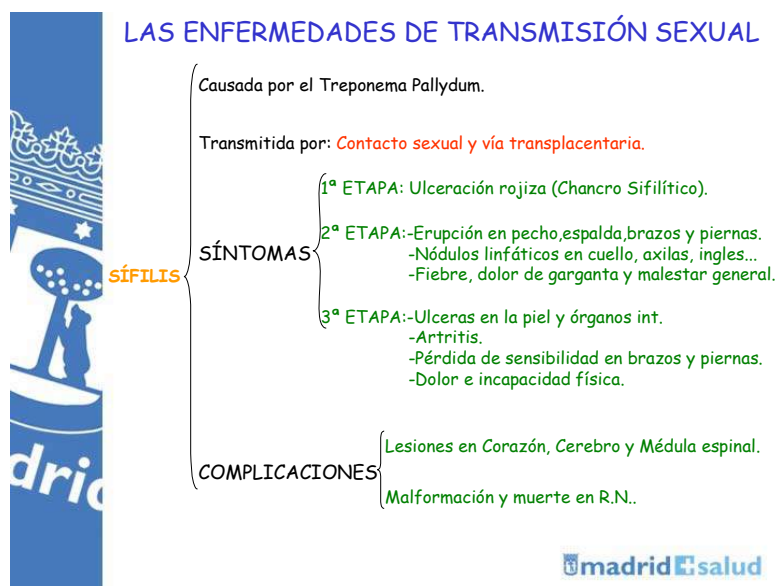 LAS ENFERMEDADES DE TRANSMISIÓN SEXUAL
Causada por el Treponema Pallydum.
Transmitida por: Contacto sexual y vía transplacentaria.
SÍFILIS
SÍNTOMAS
1ª ETAPA: Ulceración rojiza (Chancro Sifilítico).
2ª ETAPA:-Erupción en pecho,espalda,brazos y piernas.
-Nódulos linfáticos en cuello, axilas, ingles...
-Fiebre, dolor de garganta y malestar general.
3ª ETAPA:-Ulceras en la piel y órganos int.
-Artritis.
-Pérdida de sensibilidad en brazos y piernas.
-Dolor e incapacidad física.
COMPLICACIONES
Lesiones en Corazón, Cerebro y Médula espinal.
Malformación y muerte en R.N..
dric
madrid salud